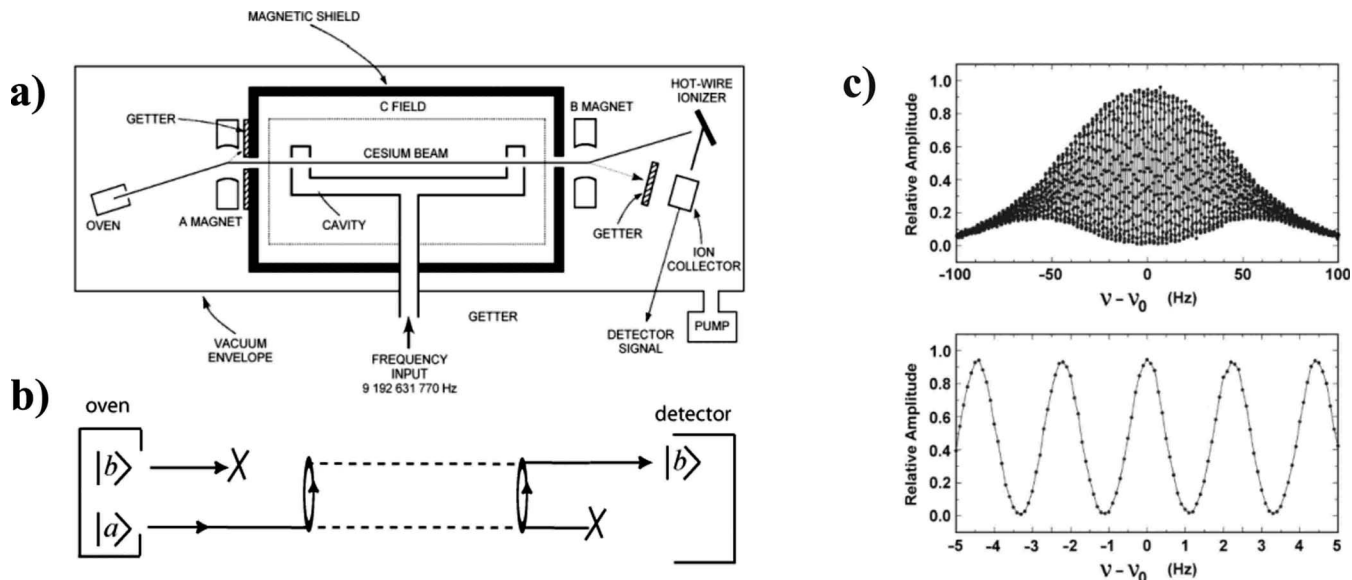 a)
MAGNETIC SHIELD
C FIELD
B MAGNET
HOT-WIRE
IONIZER
GETTER
CESIUM BEAM
OVEN
A MAGNET
CAVITY
GETTER
ION
COLLECTOR
VACUUM
ENVELOPE
FREQUENCY
INPUT
9 192 631 770 Hz
GETTER
DETECTOR
SIGNAL
PUMP
b)
oven
detector
|b⟩
|b⟩
|a⟩
c)
Relative Amplitude
1.0
0.8
0.6
0.4
0.2
0.0
-100 -50 0 50 100
ν - ν0 (Hz)
Relative Amplitude
1.0
0.8
0.6
0.4
0.2
0.0
-5 -4 -3 -2 -1 0 1 2 3 4 5
ν - ν0 (Hz)